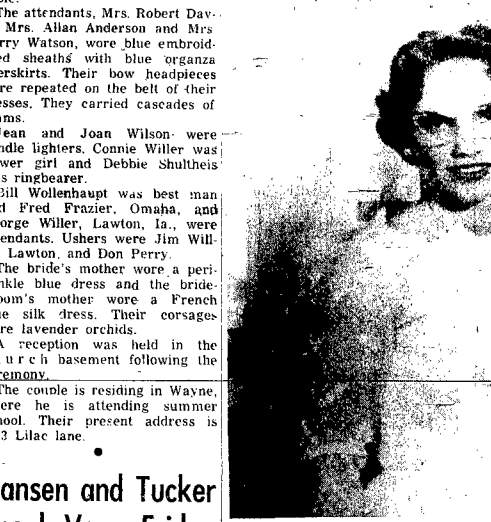 The attendants, Mrs. Robert Dav-
Mrs. Allan Anderson and Mrs
rry Watson, wore blue embroid-
ed sheaths with blue organza
erskirts. Their bow headpieces
re repeated on the belt of their
esses. They carried cascades of
ms.
Jean and Joan Wilson were
ndle lighters. Connie Willer was
wer girl and Debbie Shultheis
s ringbearer.
Bill Wollenhaupt was best man
d Fred Frazier, Omaha, and
orge Willer, Lawton, Ia., were
endants. Ushers were Jim Will-
Lawton, and Don Perry.
The bride's mother wore a peri-
nkle blue dress and the bride-
oom's mother wore a French
ue silk dress. Their corsages
re lavender orchids.
A reception was held in the
urch basement following the
remony.
The couple is residing in Wayne,
ere he is attending summer
ool. Their present address is
3 Lilac lane.
ansen and Tucker